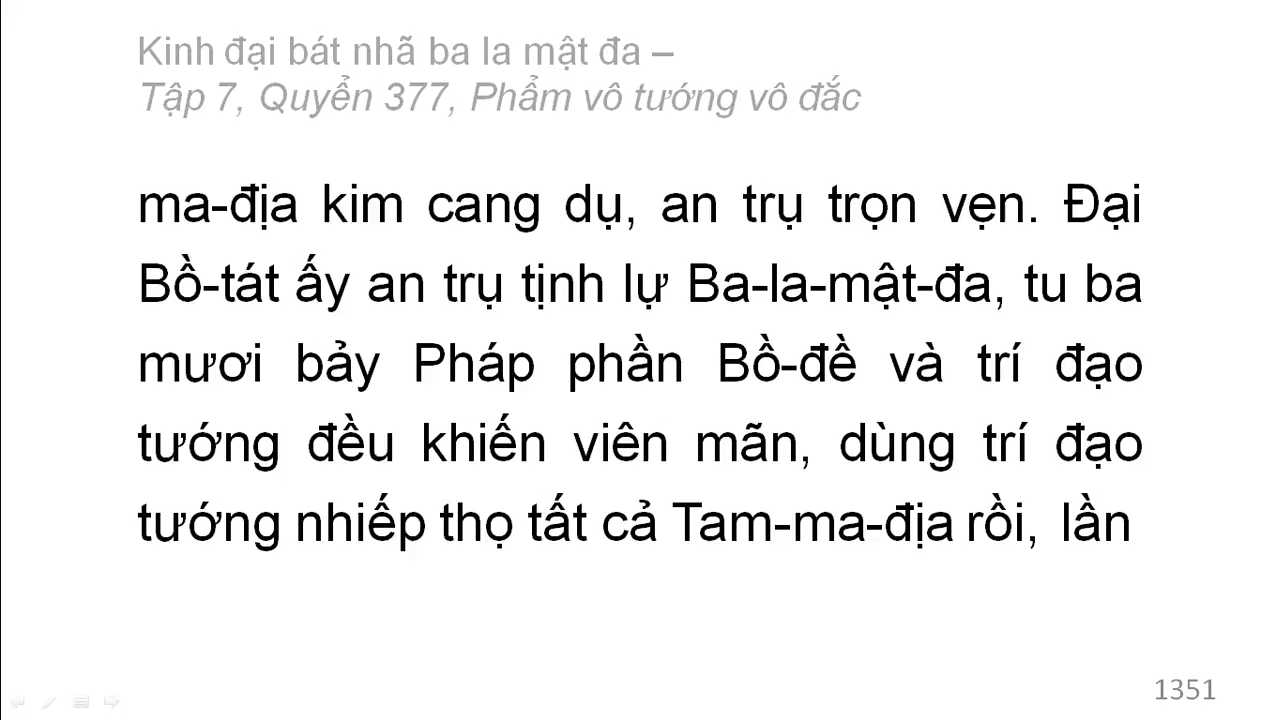 Kinh đại bát nhã ba la mật đa –
Tập 7, Quyển 377, Phẩm vô tướng vô đắc
ma-địa kim cang dụ, an trụ trọn vẹn. Đại
Bồ-tát ấy an trụ tịnh lự Ba-la-mật-đa, tu ba
mươi bảy Pháp phần Bồ-đề và trí đạo
tướng đều khiến viên mãn, dùng trí đạo
tướng nhiếp thọ tất cả Tam-ma-địa rồi, lần
1351